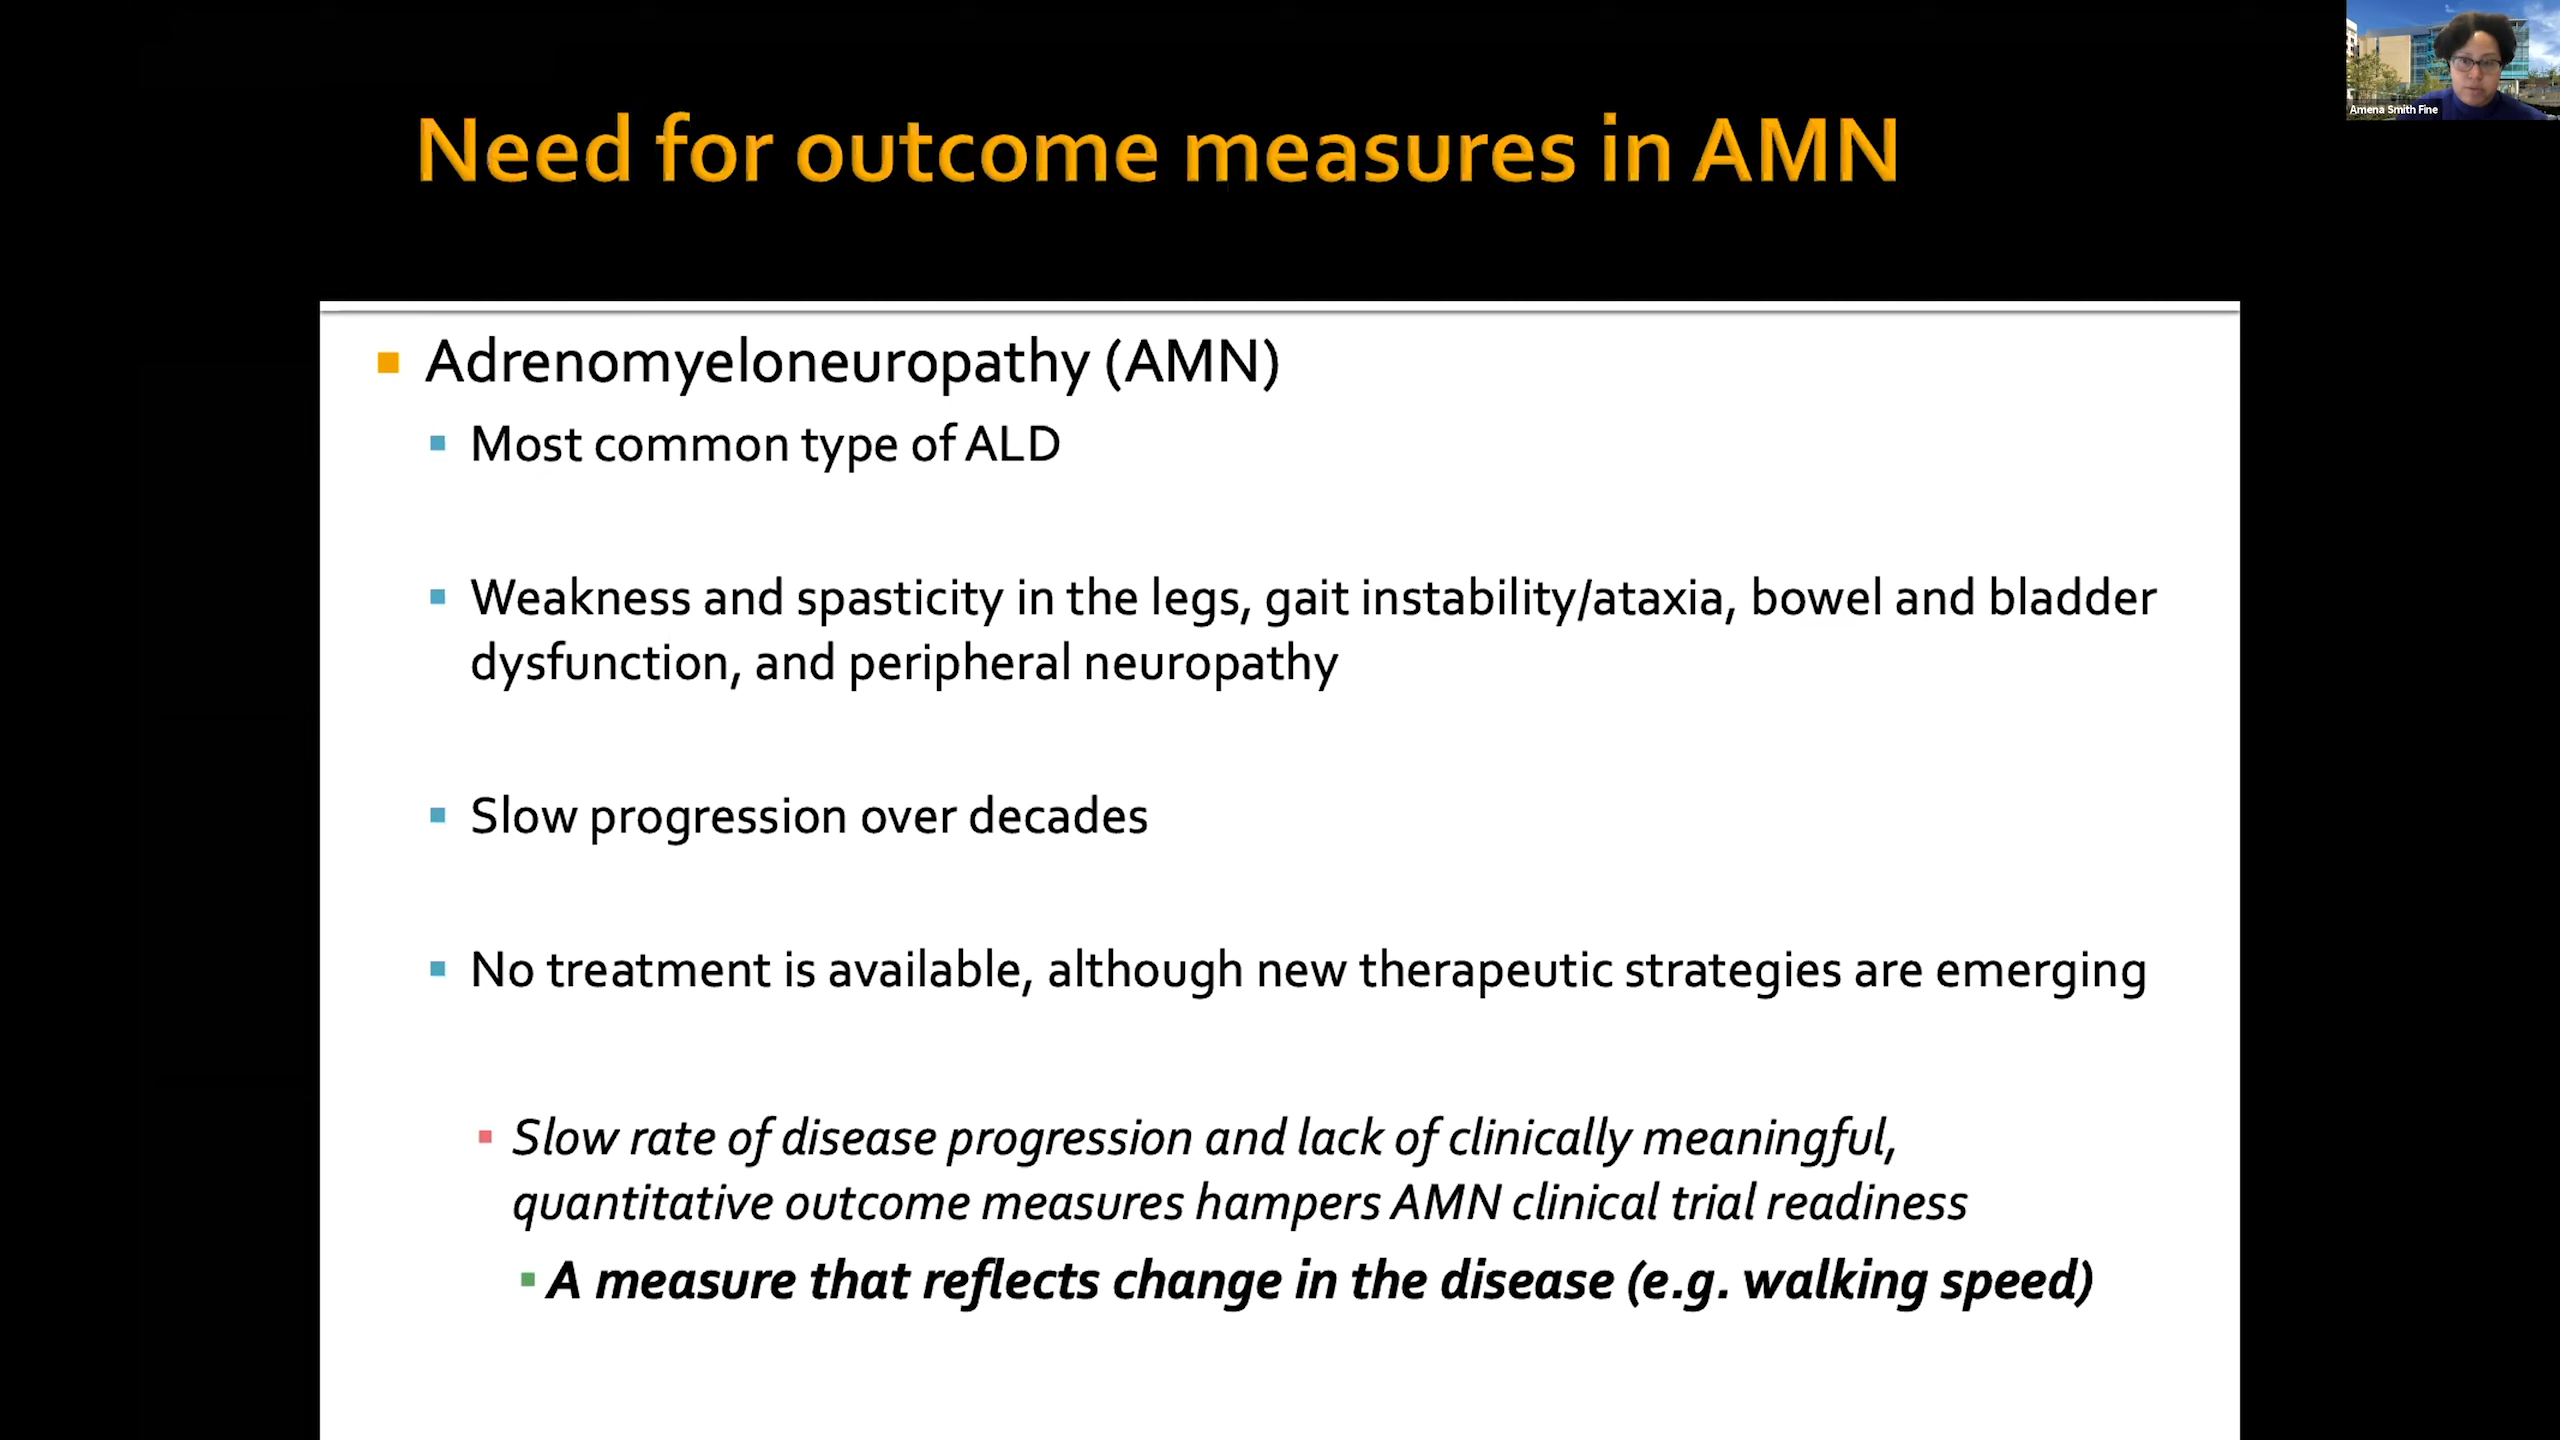 Amena Smith Fine
Need for outcome measures in AMN
Adrenomyeloneuropathy (AMN)
Most common type of ALD
Weakness and spasticity in the legs, gait instability/ataxia, bowel and bladder
dysfunction, and peripheral neuropathy
Slow progression over decades
No treatment is available, although new therapeutic strategies are emerging
Slow rate of disease progression and lack of clinically meaningful,
quantitative outcome measures hampers AMN clinical trial readiness
A measure that reflects change in the disease (e.g. walking speed)